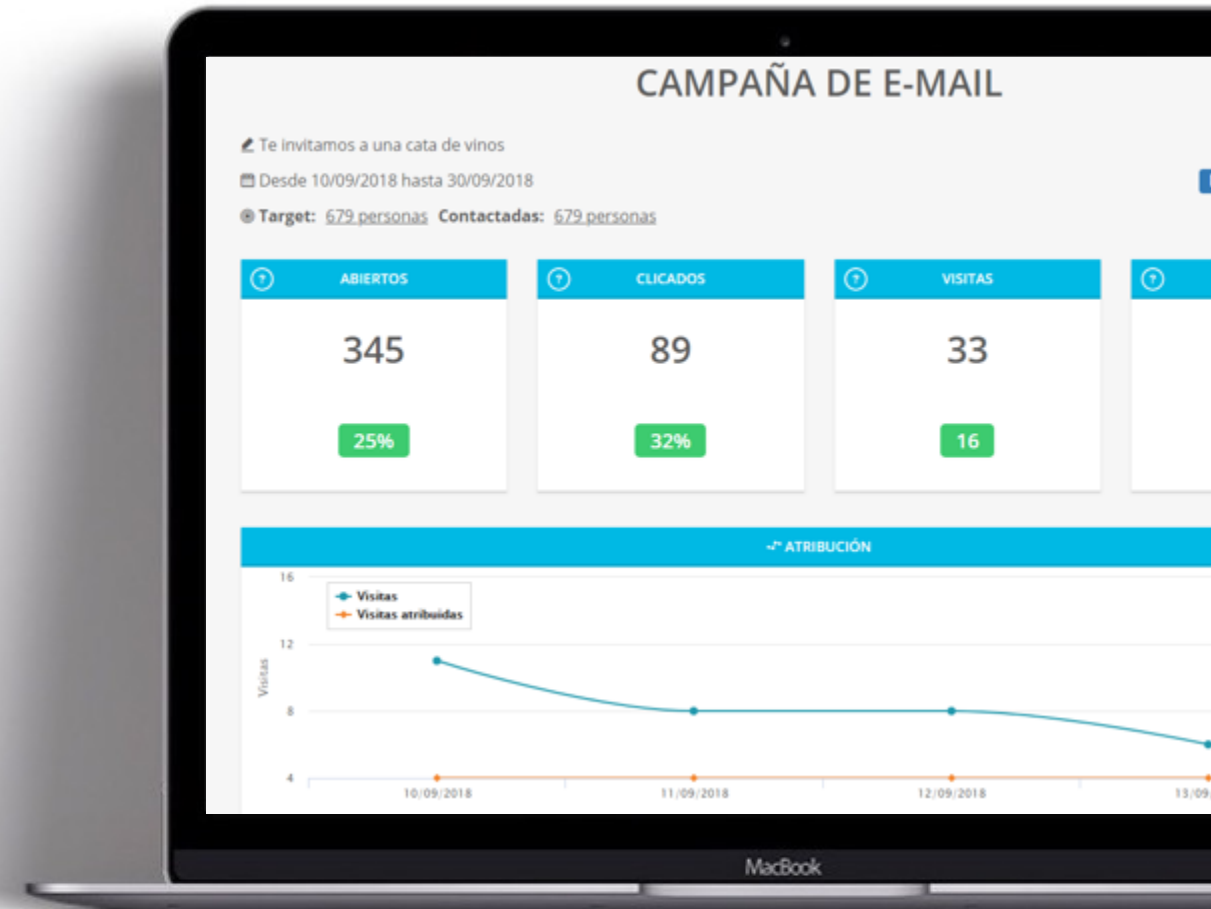 CAMPAÑA DE E-MAIL
Te invitamos a una cata de vinos
Desde 10/09/2018 hasta 30/09/2018
Target: 679 personas Contactadas: 679 personas
? ABIERTOS ? CLICADOS ? VISITAS ?
345 89 33
25% 32% 16
ATRIBUCIÓN
16
Visitas
Visitas atribuidas
12
Visitas
8
4
10/09/2018 11/09/2018 12/09/2018 13/09
MacBook